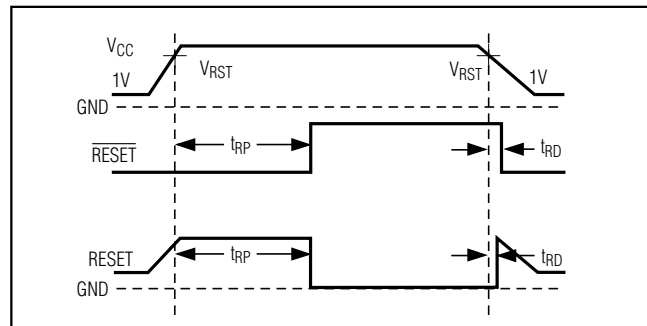 VCC
1V
VRST
VRST
1V
GND
RESET
tRP
tRD
RESET
tRP
tRD
GND